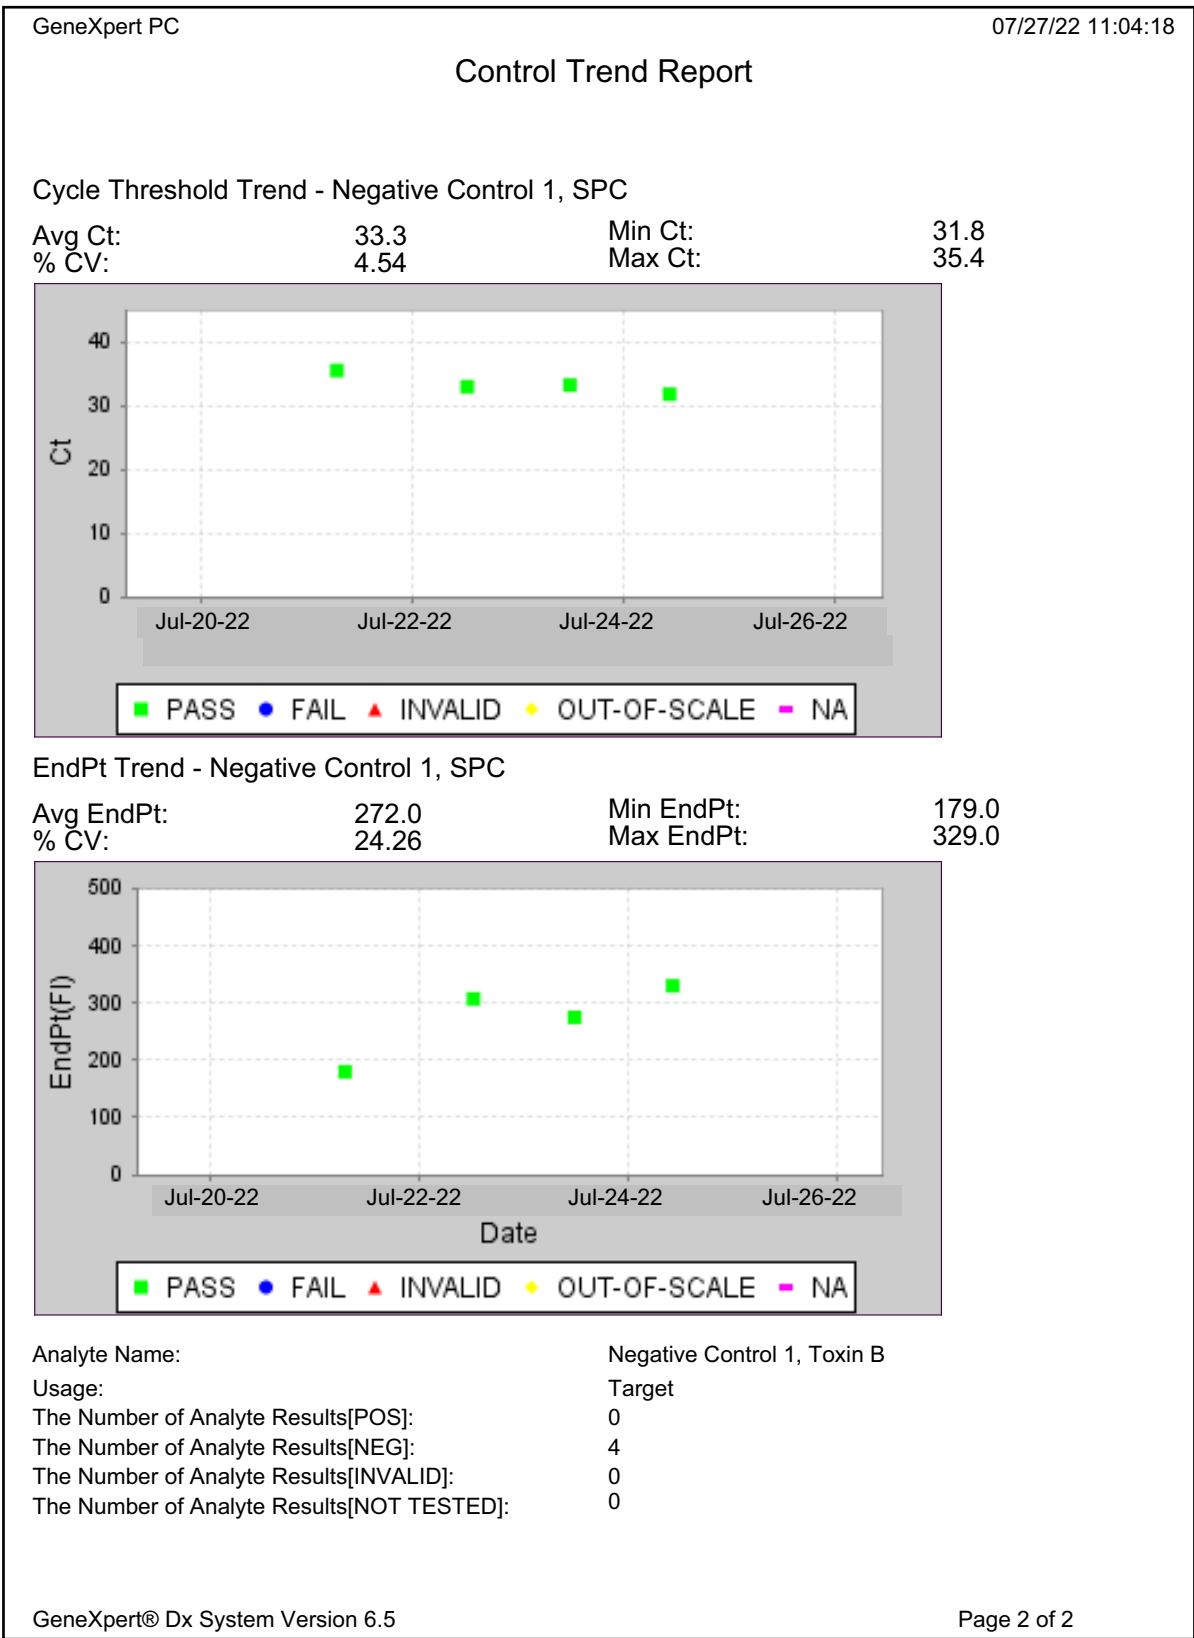 GeneXpert PC 07/27/22 11:04:18
Control Trend Report
Cycle Threshold Trend - Negative Control 1, SPC
Avg Ct: 33.3 Min Ct: 31.8
% CV: 4.54 Max Ct: 35.4
40
30
20
10
0
Ct
Jul-20-22 Jul-22-22 Jul-24-22 Jul-26-22
PASS FAIL INVALID OUT-OF-SCALE NA
EndPt Trend - Negative Control 1, SPC
Avg EndPt: 272.0 Min EndPt: 179.0
% CV: 24.26 Max EndPt: 329.0
500
400
300
200
100
0
EndPt(Fl)
Jul-20-22 Jul-22-22 Jul-24-22 Jul-26-22
Date
PASS FAIL INVALID OUT-OF-SCALE NA
Analyte Name: Negative Control 1, Toxin B
Usage: Target
The Number of Analyte Results[POS]: 0
The Number of Analyte Results[NEG]: 4
The Number of Analyte Results[INVALID]: 0
The Number of Analyte Results[NOT TESTED]: 0
GeneXpert® Dx System Version 6.5 Page 2 of 2